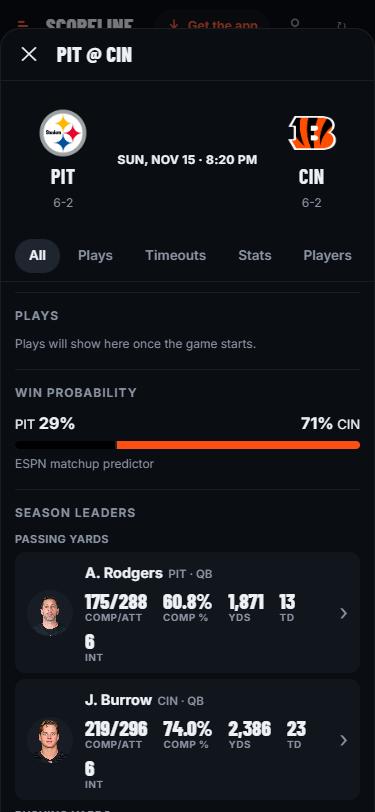 SCORELINE
Get the app
PIT @ CIN
Steelers
SUN, NOV 15 · 8:20 PM
PIT
CIN
6-2
6-2
All Plays Timeouts Stats Players
PLAYS
Plays will show here once the game starts.
WIN PROBABILITY
PIT 29% 71% CIN
ESPN matchup predictor
SEASON LEADERS
PASSING YARDS
A. Rodgers PIT · QB
175/288 60.8% 1,871 13
COMP/ATT COMP % YDS TD
6
INT
J. Burrow CIN · QB
219/296 74.0% 2,386 23
COMP/ATT COMP % YDS TD
6
INT